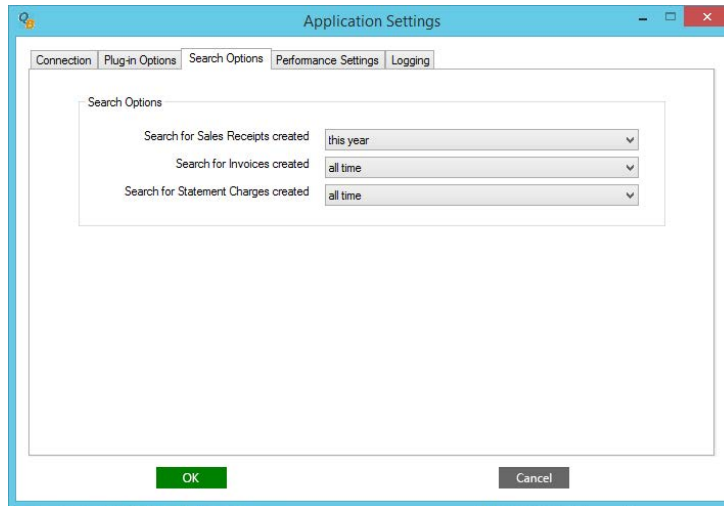 Application Settings
Connection Plug-in Options Search Options Performance Settings Logging
Search Options
Search for Sales Receipts created this year
Search for Invoices created all time
Search for Statement Charges created all time
OK Cancel